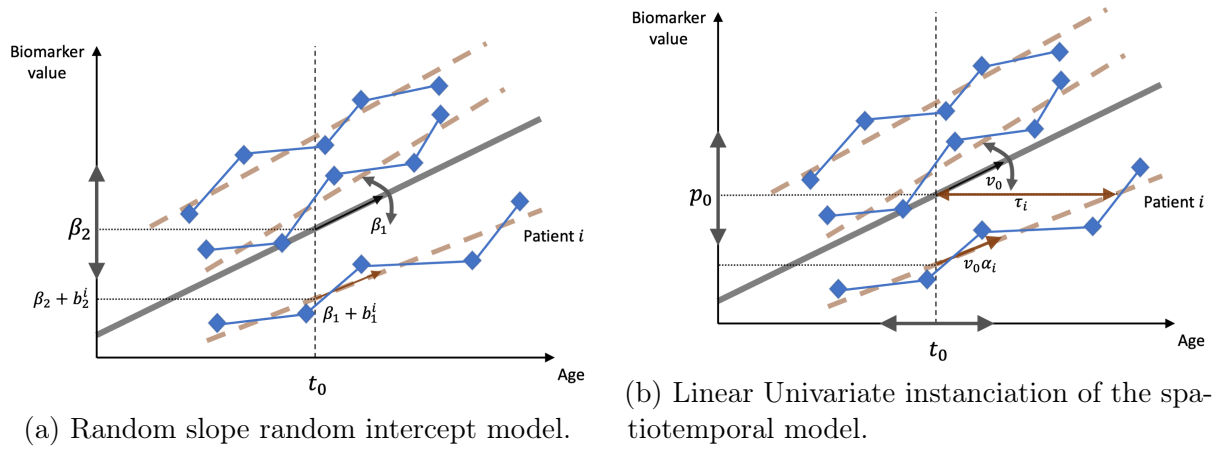 Biomarker
value
β₂
β₁
Patient i
β₂ + b₂ⁱ
β₁ + b₁ⁱ
t₀
Age
(a) Random slope random intercept model.
Biomarker
value
p₀
v₀
τᵢ
Patient i
v₀αᵢ
t₀
Age
(b) Linear Univariate instanciation of the spa-
tiotemporal model.